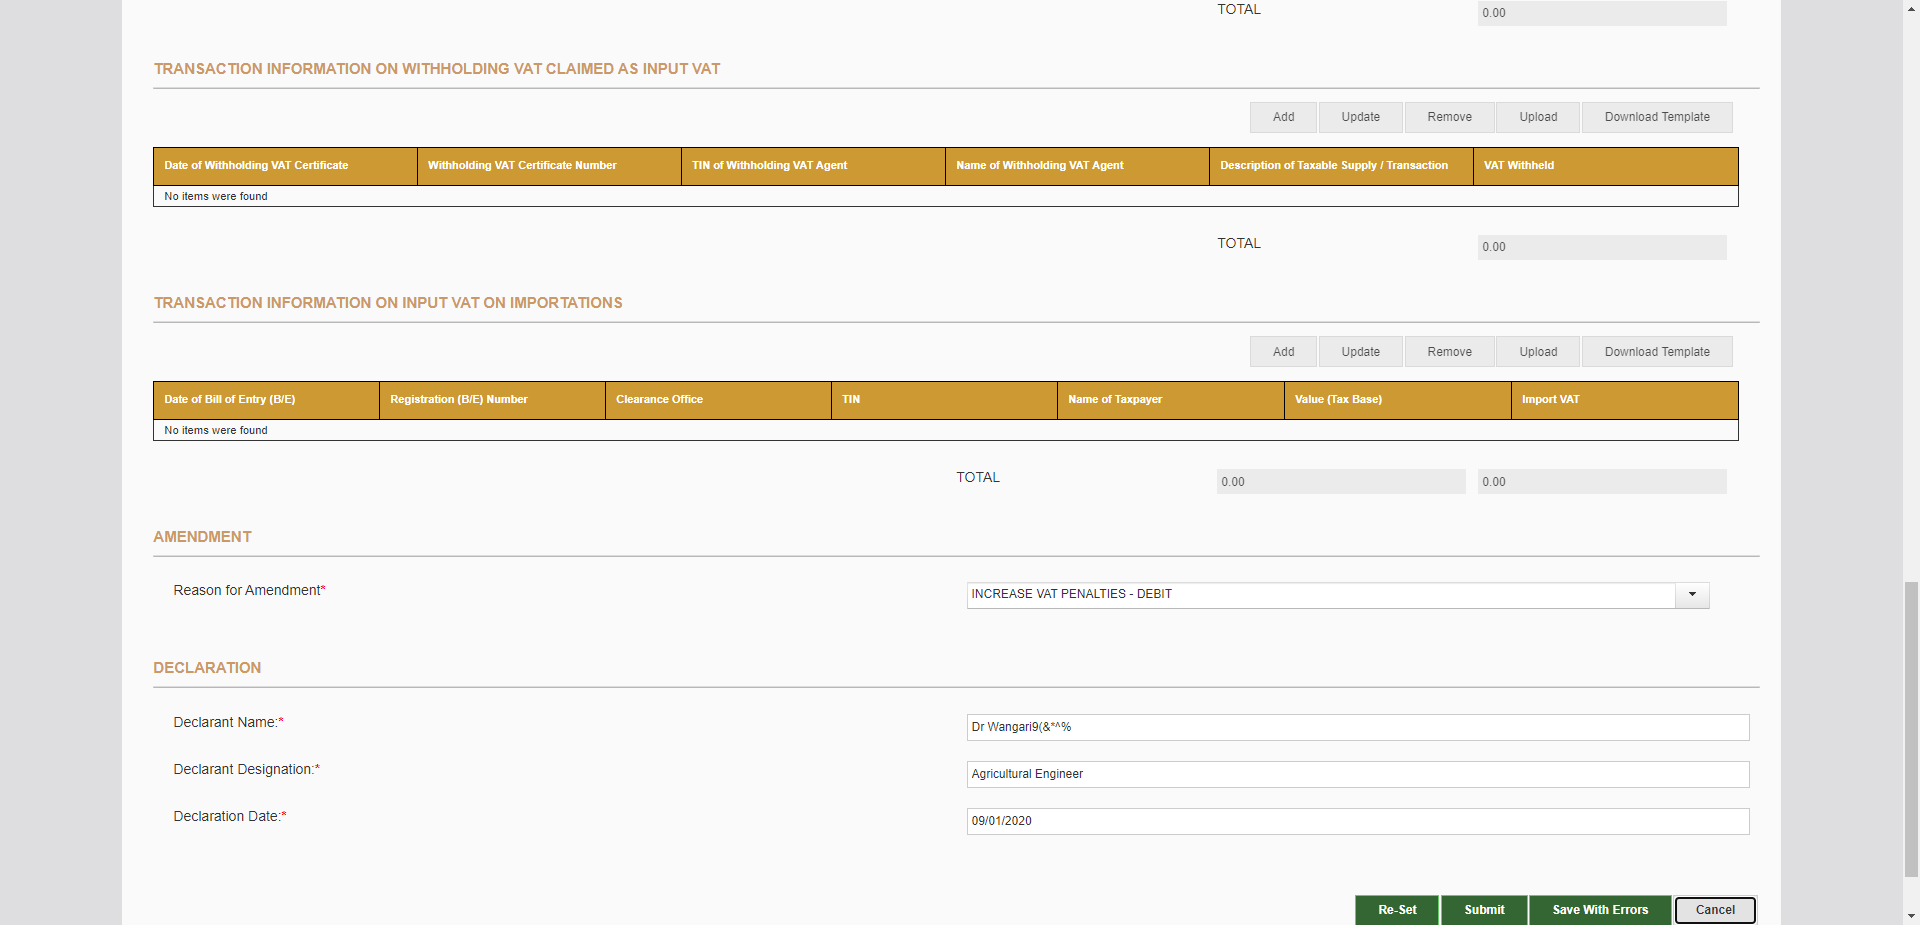 TOTAL 0.00
TRANSACTION INFORMATION ON WITHHOLDING VAT CLAIMED AS INPUT VAT
Add Update Remove Upload Download Template
Date of Withholding VAT Certificate Withholding VAT Certificate Number TIN of Withholding VAT Agent Name of Withholding VAT Agent Description of Taxable Supply / Transaction VAT Withheld
No items were found
TOTAL 0.00
TRANSACTION INFORMATION ON INPUT VAT ON IMPORTATIONS
Add Update Remove Upload Download Template
Date of Bill of Entry (B/E) Registration (B/E) Number Clearance Office TIN Name of Taxpayer Value (Tax Base) Import VAT
No items were found
TOTAL 0.00 0.00
AMENDMENT
Reason for Amendment* INCREASE VAT PENALTIES - DEBIT
DECLARATION
Declarant Name:* Dr Wangari9(&*^%
Declarant Designation:* Agricultural Engineer
Declaration Date:* 09/01/2020
Re-Set Submit Save With Errors Cancel